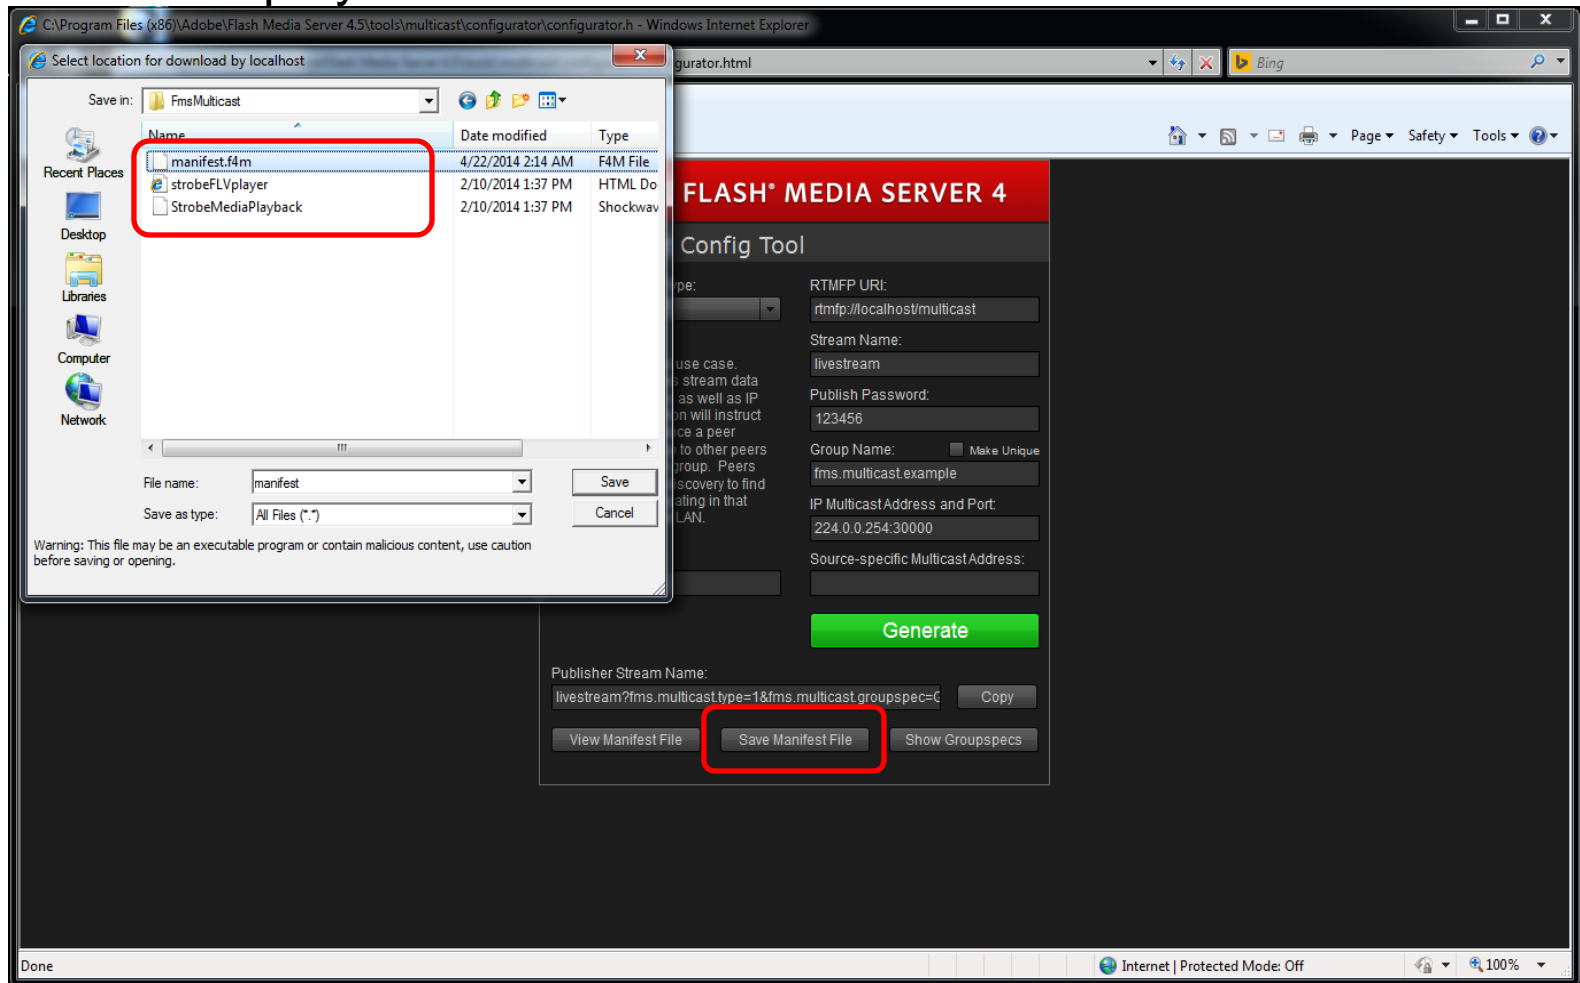 C:\Program Files (x86)\Adobe\Flash Media Server 4.5\tools\multicast\configurator\configurator.h - Windows Internet Explorer
Select location for download by localhost
gurator.html
Bing
Save in:
FmsMulticast
Page
Safety
Tools
Name
Date modified
Type
manifest.f4m
4/22/2014 2:14 AM
F4M File
strobeFLVplayer
2/10/2014 1:37 PM
HTML Do
StrobeMediaPlayback
2/10/2014 1:37 PM
Shockwav
Recent Places
Desktop
Libraries
Computer
Network
File name:
manifest
Save
Save as type:
All Files (*.*)
Cancel
Warning: This file may be an executable program or contain malicious content, use caution
before saving or opening.
FLASH® MEDIA SERVER 4
Config Tool
ype:
use case.
s stream data
as well as IP
on will instruct
ce a peer
to other peers
group. Peers
scovery to find
ating in that
LAN.
RTMFP URI:
rtmfp://localhost/multicast
Stream Name:
livestream
Publish Password:
123456
Group Name:
Make Unique
fms.multicast.example
IP Multicast Address and Port:
224.0.0.254:30000
Source-specific Multicast Address:
Generate
Publisher Stream Name:
livestream?fms.multicast.type=1&fms.multicast.groupspec=G
Copy
View Manifest File
Save Manifest File
Show Groupspecs
Done
Internet | Protected Mode: Off
100%